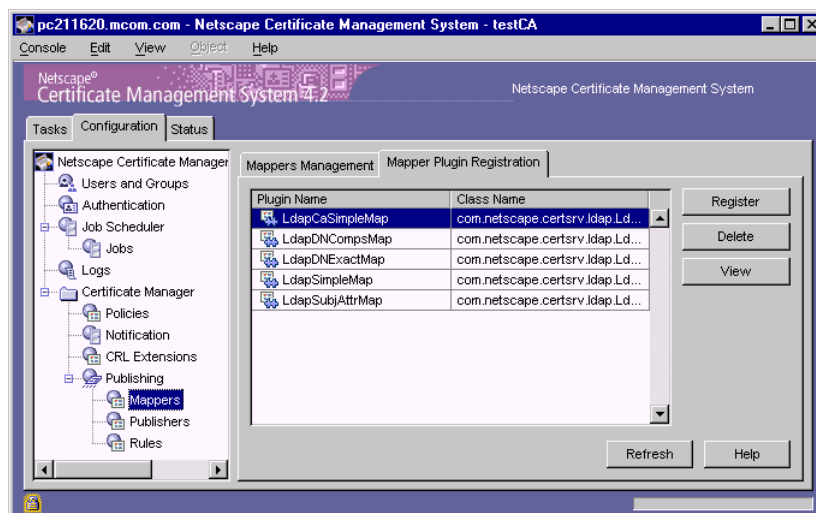 pc211620.mcom.com - Netscape Certificate Management System - testCA
Console Edit View Object Help
Netscape®
Certificate Management System 4.2
Netscape Certificate Management System
Tasks Configuration Status
Netscape Certificate Manager
Users and Groups
Authentication
Job Scheduler
Jobs
Logs
Certificate Manager
Policies
Notification
CRL Extensions
Publishing
Mappers
Publishers
Rules
Mappers Management Mapper Plugin Registration
Plugin Name Class Name
LdapCaSimpleMap com.netscape.certsrv.ldap.Ld...
LdapDNCompsMap com.netscape.certsrv.ldap.Ld...
LdapDNExactMap com.netscape.certsrv.ldap.Ld...
LdapSimpleMap com.netscape.certsrv.ldap.Ld...
LdapSubjAttrMap com.netscape.certsrv.ldap.Ld...
Register
Delete
View
Refresh Help